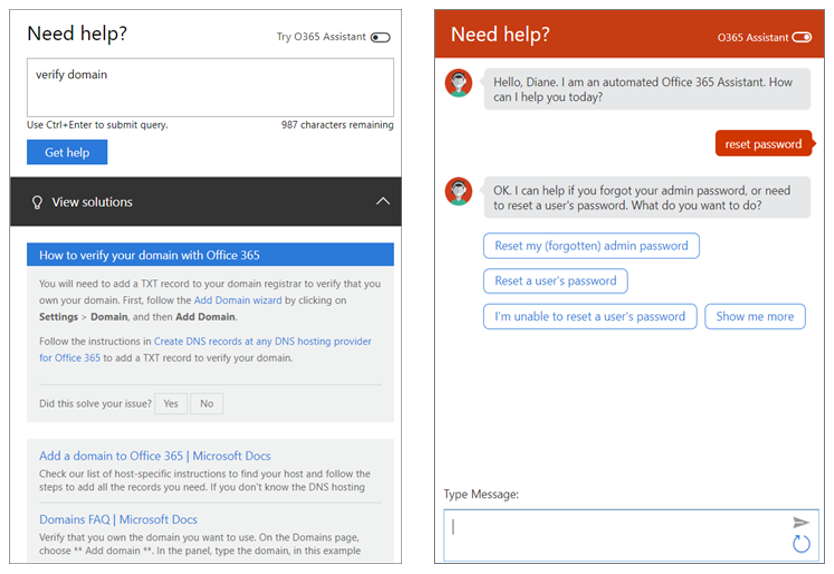 Need help?
Try O365 Assistant
verify domain
Use Ctrl+Enter to submit query.
987 characters remaining
Get help
View solutions
How to verify your domain with Office 365
You will need to add a TXT record to your domain registrar to verify that you
own your domain. First, follow the Add Domain wizard by clicking on
Settings > Domain, and then Add Domain.
Follow the instructions in Create DNS records at any DNS hosting provider
for Office 365 to add a TXT record to verify your domain.
Did this solve your issue? Yes No
Add a domain to Office 365 | Microsoft Docs
Check our list of host-specific instructions to find your host and follow the
steps to add all the records you need. If you don't know the DNS hosting
Domains FAQ | Microsoft Docs
Verify that you own the domain you want to use. On the Domains page,
choose ** Add domain **. In the panel, type the domain, in this example
Need help?
O365 Assistant
Hello, Diane. I am an automated Office 365 Assistant. How
can I help you today?
reset password
OK. I can help if you forgot your admin password, or need
to reset a user's password. What do you want to do?
Reset my (forgotten) admin password
Reset a user's password
I'm unable to reset a user's password
Show me more
Type Message: